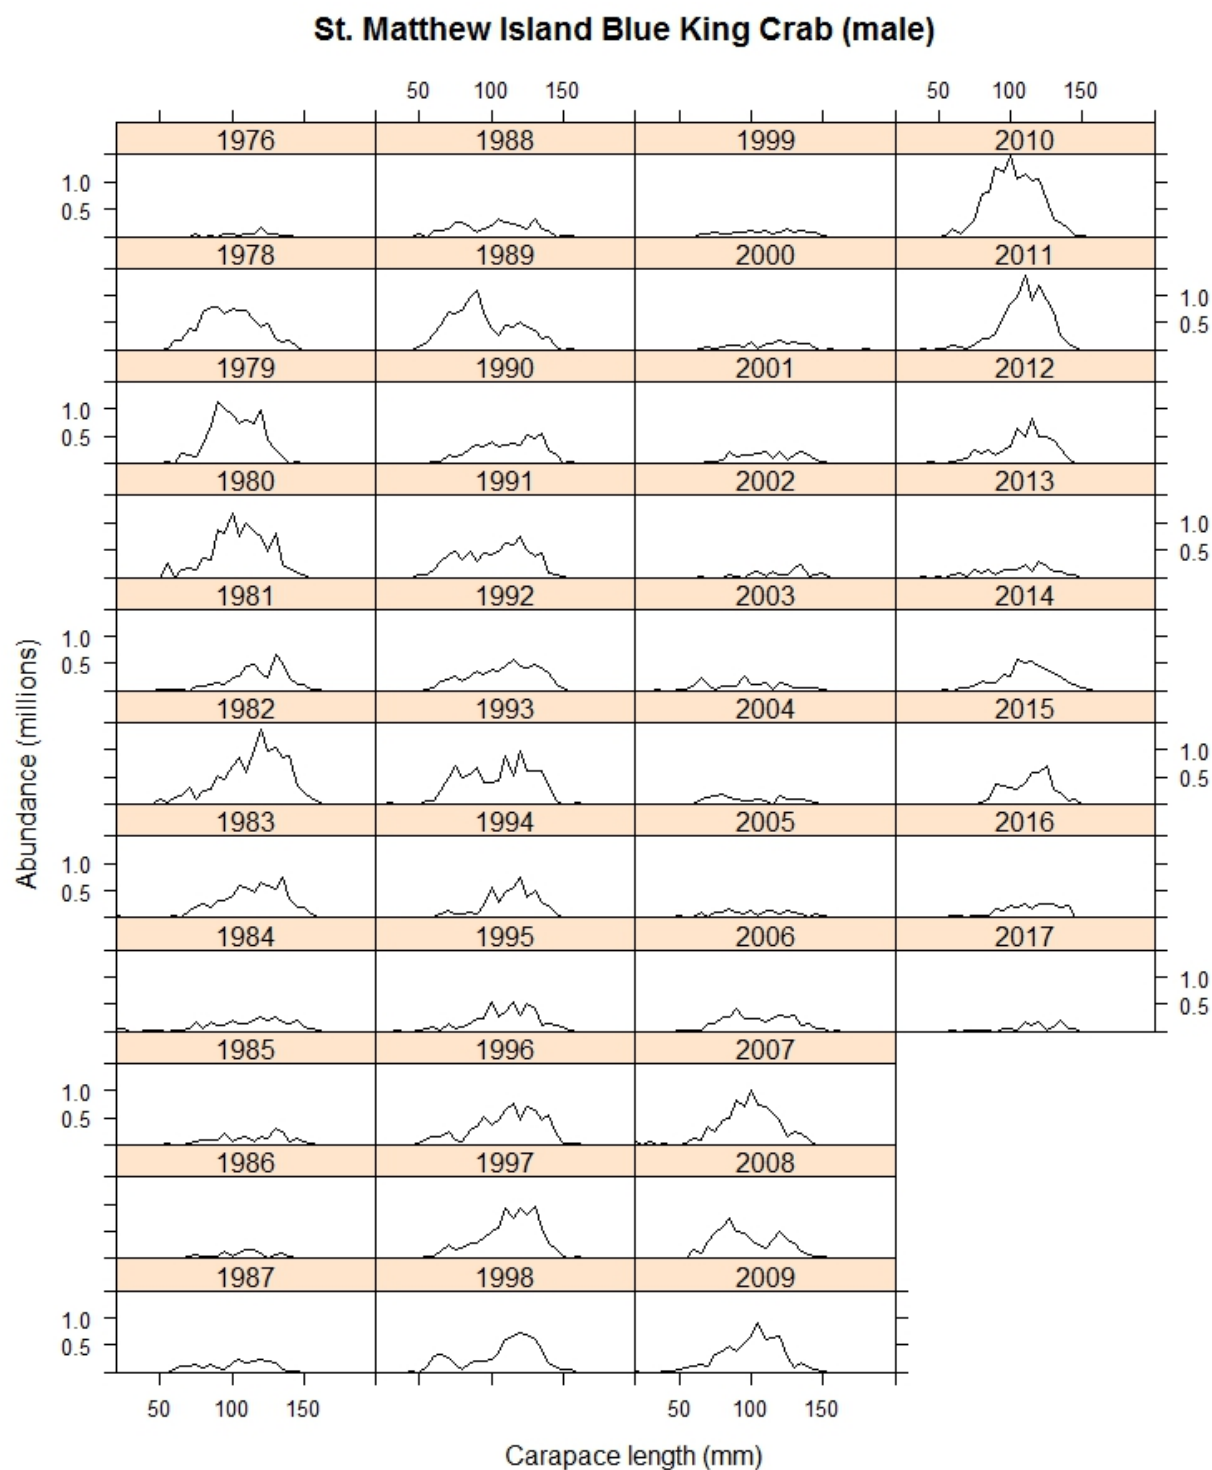 St. Matthew Island Blue King Crab (male)
50 100 150 50 100 150
1976 1988 1999 2010
1.0
0.5
1978 1989 2000 2011
1.0
0.5
1979 1990 2001 2012
1.0
0.5
1980 1991 2002 2013
1.0
0.5
1981 1992 2003 2014
1.0
0.5
1982 1993 2004 2015
1.0
0.5
1983 1994 2005 2016
1.0
0.5
1984 1995 2006 2017
1.0
0.5
1985 1996 2007
1.0
0.5
1986 1997 2008
1987 1998 2009
1.0
0.5
50 100 150 50 100 150
Abundance (millions)
Carapace length (mm)